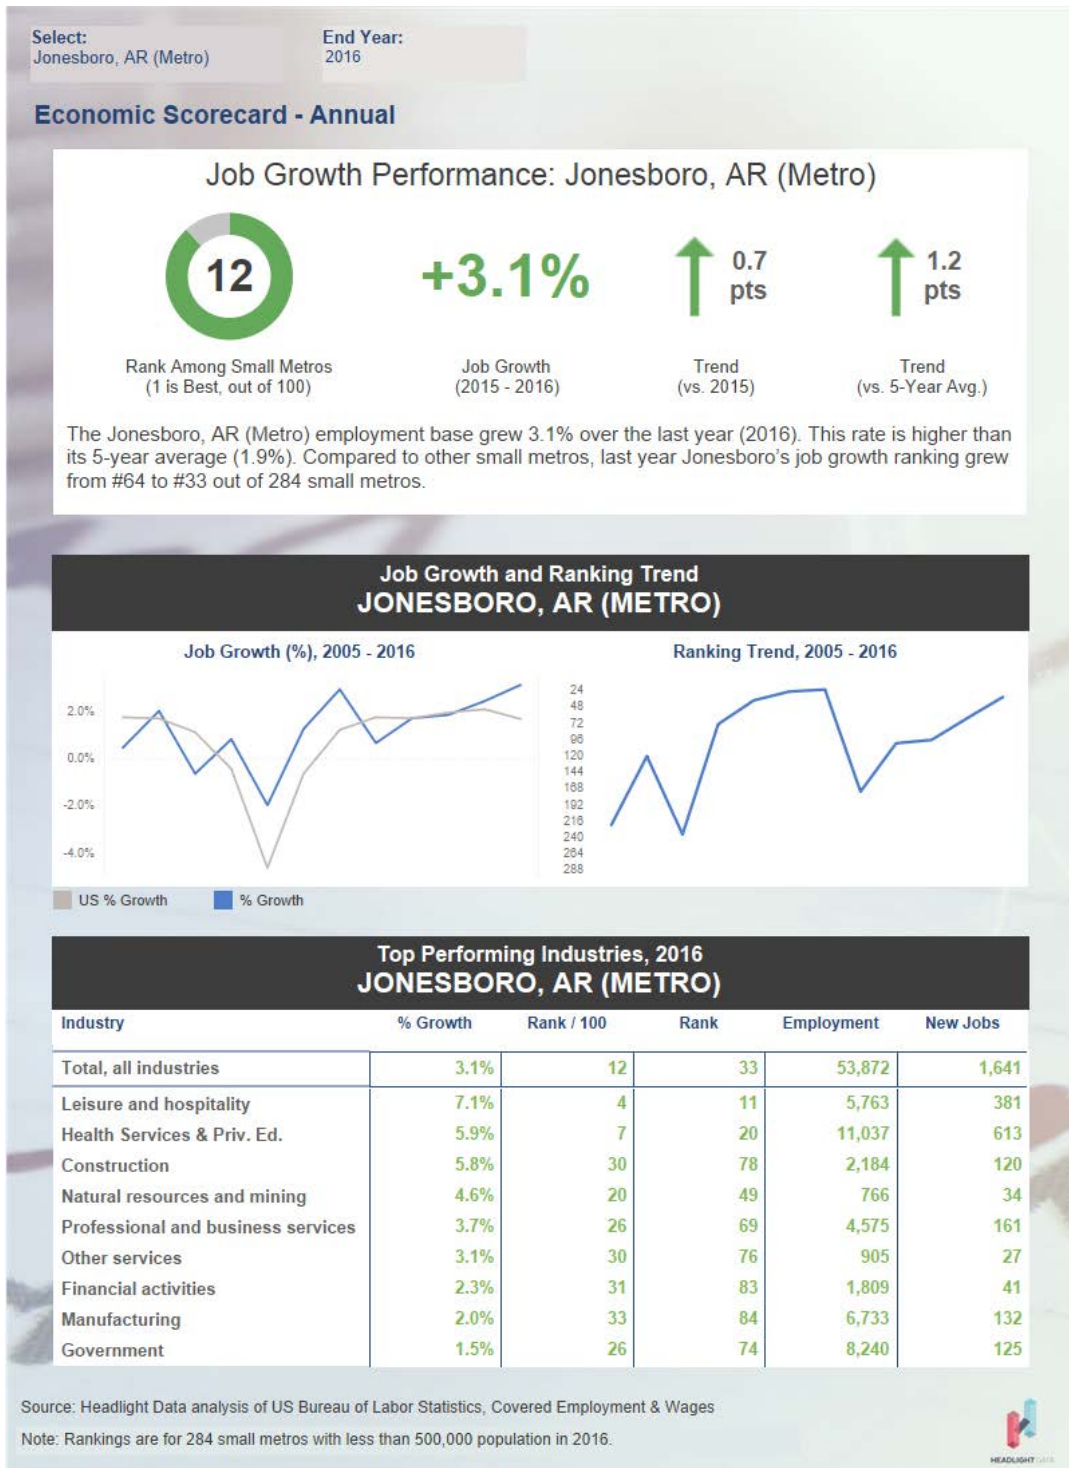 Select:
Jonesboro, AR (Metro)
End Year:
2016
Economic Scorecard - Annual
Job Growth Performance: Jonesboro, AR (Metro)
12
+3.1%
0.7
pts
1.2
pts
Rank Among Small Metros
(1 is Best, out of 100)
Job Growth
(2015 - 2016)
Trend
(vs. 2015)
Trend
(vs. 5-Year Avg.)
The Jonesboro, AR (Metro) employment base grew 3.1% over the last year (2016). This rate is higher than
its 5-year average (1.9%). Compared to other small metros, last year Jonesboro's job growth ranking grew
from #64 to #33 out of 284 small metros.
Job Growth and Ranking Trend
JONESBORO, AR (METRO)
Job Growth (%), 2005 - 2016
2.0%
0.0%
-2.0%
-4.0%
US % Growth
% Growth
Ranking Trend, 2005 - 2016
24
48
72
96
120
144
168
192
216
240
264
288
Top Performing Industries, 2016
JONESBORO, AR (METRO)
Industry % Growth Rank / 100 Rank Employment New Jobs
Total, all industries 3.1% 12 33 53,872 1,641
Leisure and hospitality 7.1% 4 11 5,763 381
Health Services & Priv. Ed. 5.9% 7 20 11,037 613
Construction 5.8% 30 78 2,184 120
Natural resources and mining 4.6% 20 49 766 34
Professional and business services 3.7% 26 69 4,575 161
Other services 3.1% 30 76 905 27
Financial activities 2.3% 31 83 1,809 41
Manufacturing 2.0% 33 84 6,733 132
Government 1.5% 26 74 8,240 125
Source: Headlight Data analysis of US Bureau of Labor Statistics, Covered Employment & Wages
Note: Rankings are for 284 small metros with less than 500,000 population in 2016.
HEADLIGHT DATA